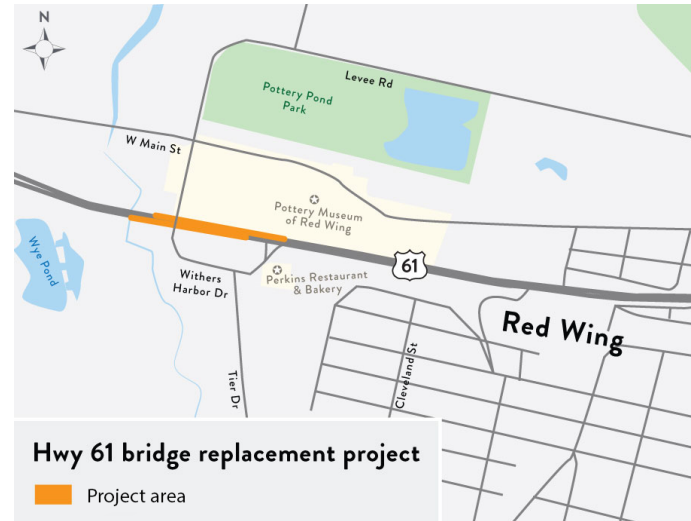 N
Levee Rd
Pottery Pond
Park
W Main St
Pottery Museum
of Red Wing
61
Wye Pond
Withers
Harbor Dr
Perkins Restaurant
& Bakery
Red Wing
Tier Dr
Cleveland St
Hwy 61 bridge replacement project
Project area